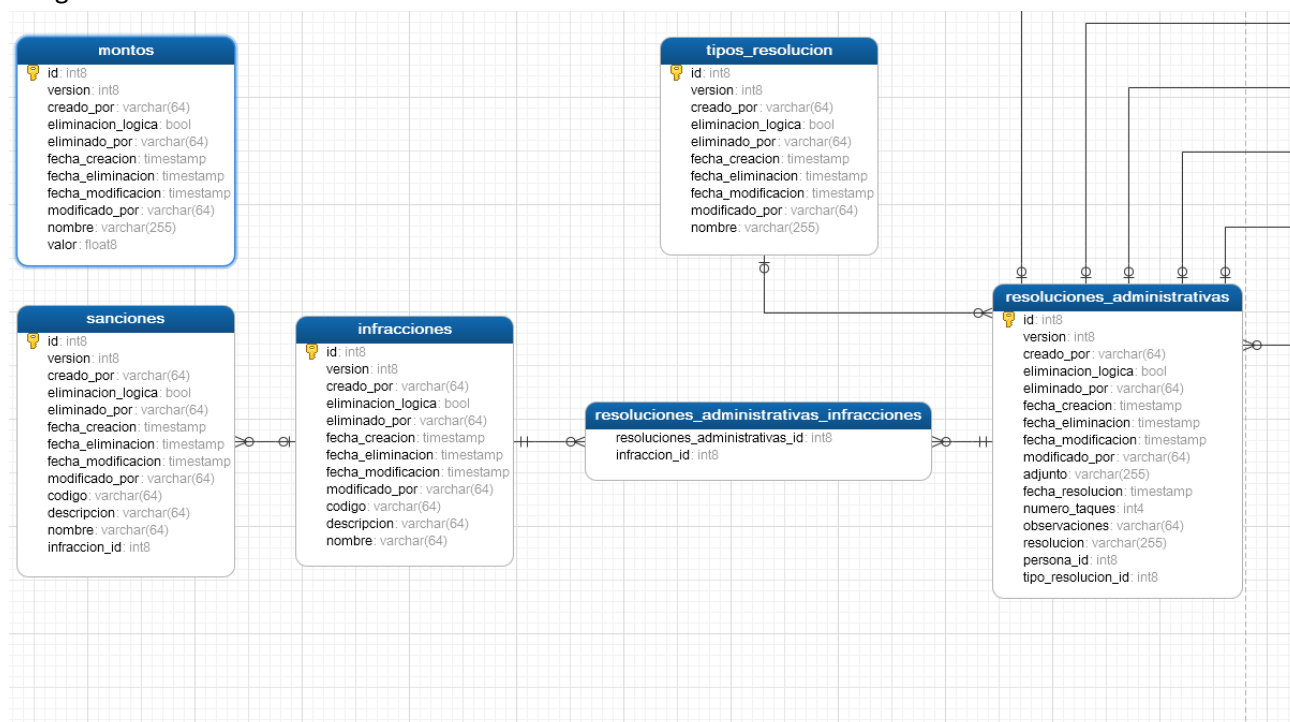 montos
id: int8
version: int8
creado_por: varchar(64)
eliminacion_logica: bool
eliminado_por: varchar(64)
fecha_creacion: timestamp
fecha_eliminacion: timestamp
fecha_modificacion: timestamp
modificado_por: varchar(64)
nombre: varchar(255)
valor: float8
tipos_resolucion
id: int8
version: int8
creado_por: varchar(64)
eliminacion_logica: bool
eliminado_por: varchar(64)
fecha_creacion: timestamp
fecha_eliminacion: timestamp
fecha_modificacion: timestamp
modificado_por: varchar(64)
nombre: varchar(255)
sanciones
id: int8
version: int8
creado_por: varchar(64)
eliminacion_logica: bool
eliminado_por: varchar(64)
fecha_creacion: timestamp
fecha_eliminacion: timestamp
fecha_modificacion: timestamp
modificado_por: varchar(64)
codigo: varchar(64)
descripcion: varchar(64)
nombre: varchar(64)
infraccion_id: int8
infracciones
id: int8
version: int8
creado_por: varchar(64)
eliminacion_logica: bool
eliminado_por: varchar(64)
fecha_creacion: timestamp
fecha_eliminacion: timestamp
fecha_modificacion: timestamp
modificado_por: varchar(64)
codigo: varchar(64)
descripcion: varchar(64)
nombre: varchar(64)
resoluciones_administrativas_infracciones
resoluciones_administrativas_id: int8
infraccion_id: int8
resoluciones_administrativas
id: int8
version: int8
creado_por: varchar(64)
eliminacion_logica: bool
eliminado_por: varchar(64)
fecha_creacion: timestamp
fecha_eliminacion: timestamp
fecha_modificacion: timestamp
modificado_por: varchar(64)
adjunto: varchar(255)
fecha_resolucion: timestamp
numero_taques: int4
observaciones: varchar(64)
resolucion: varchar(255)
persona_id: int8
tipo_resolucion_id: int8